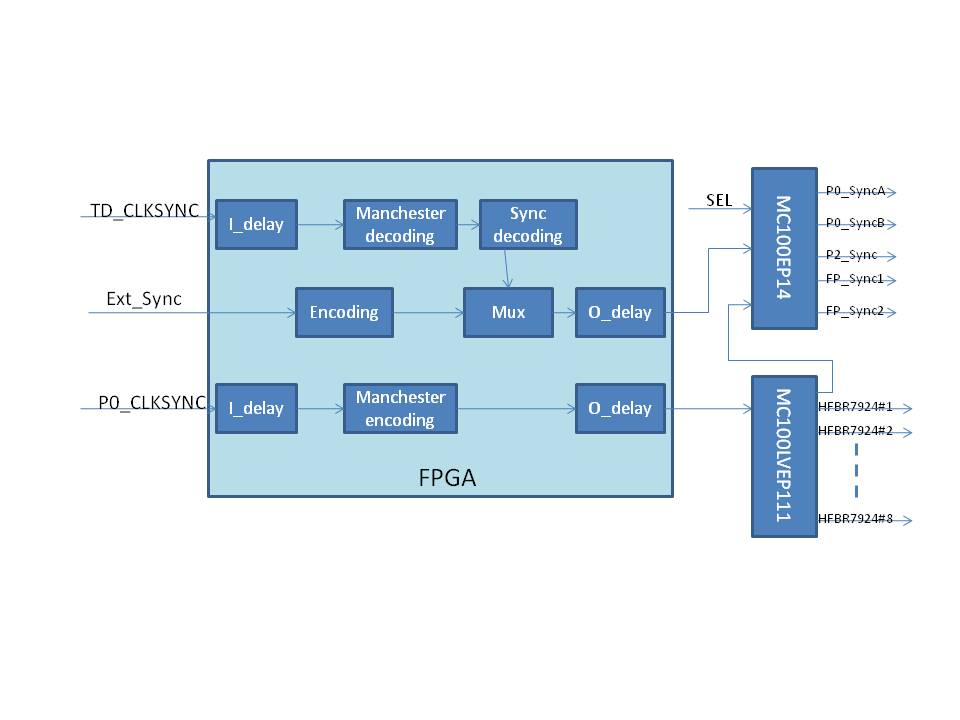 TD_CLKSYNC
I_delay
Manchester
decoding
Sync
decoding
SEL
MC100EP14
P0_SyncA
P0_SyncB
P2_Sync
FP_Sync1
FP_Sync2
Ext_Sync
Encoding
Mux
O_delay
P0_CLKSYNC
I_delay
Manchester
encoding
O_delay
MC100LVEP111
HFBR7924#1
HFBR7924#2
HFBR7924#8
FPGA